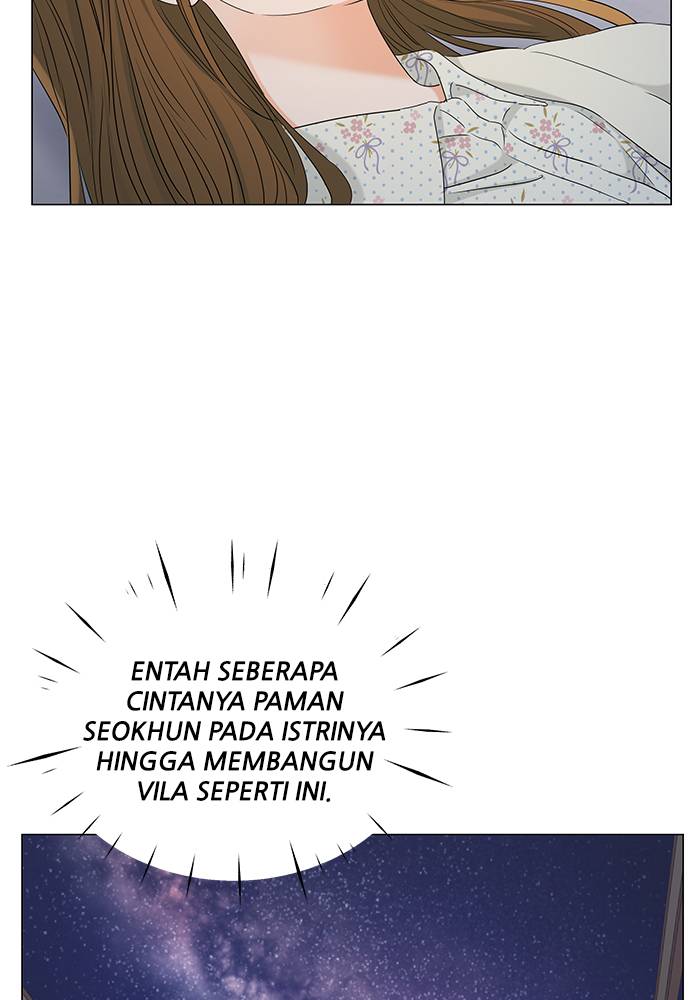 ENTAH SEBERAPA
CINTANYA PAMAN
SEOKHUN PADA ISTRINYA
HINGGA MEMBANGUN
VILA SEPERTI INI.